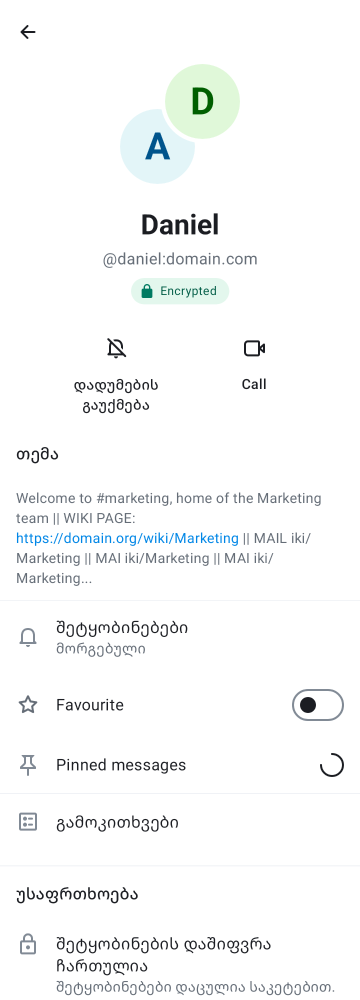 D
A
Daniel
@daniel:domain.com
Encrypted
დადუმების
გაუქმება
Call
თემა
Welcome to #marketing, home of the Marketing
team || WIKI PAGE:
https://domain.org/wiki/Marketing || MAIL iki/
Marketing || MAI iki/Marketing || MAI iki/
Marketing...
შეტყობინებები
მორგებული
Favourite
Pinned messages
გამოკითხვები
უსაფრთხოება
შეტყობინების დაშიფვრა
ჩართულია
შეტყობინებები დაცულია საკეტებით.